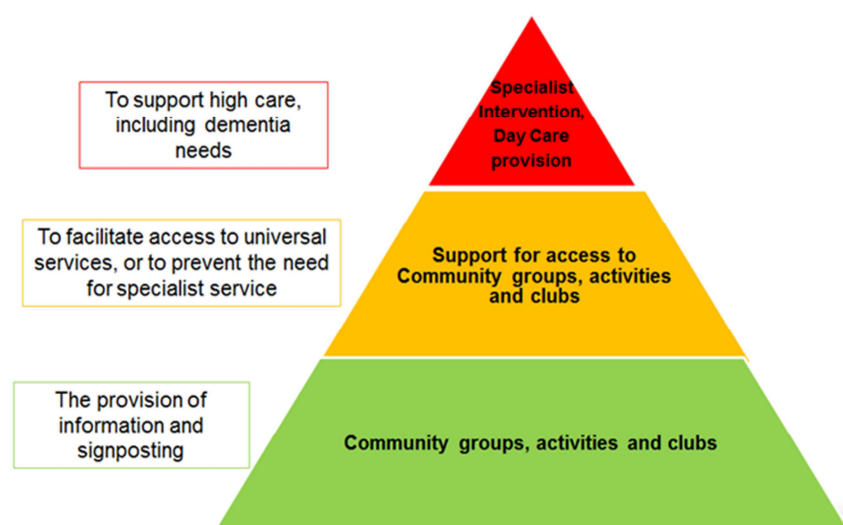 To support high care,
including dementia
needs
Specialist
Intervention,
Day Care
provision
To facilitate access to universal
services, or to prevent the need
for specialist service
Support for access to
Community groups, activities
and clubs
The provision of
information and
signposting
Community groups, activities and clubs